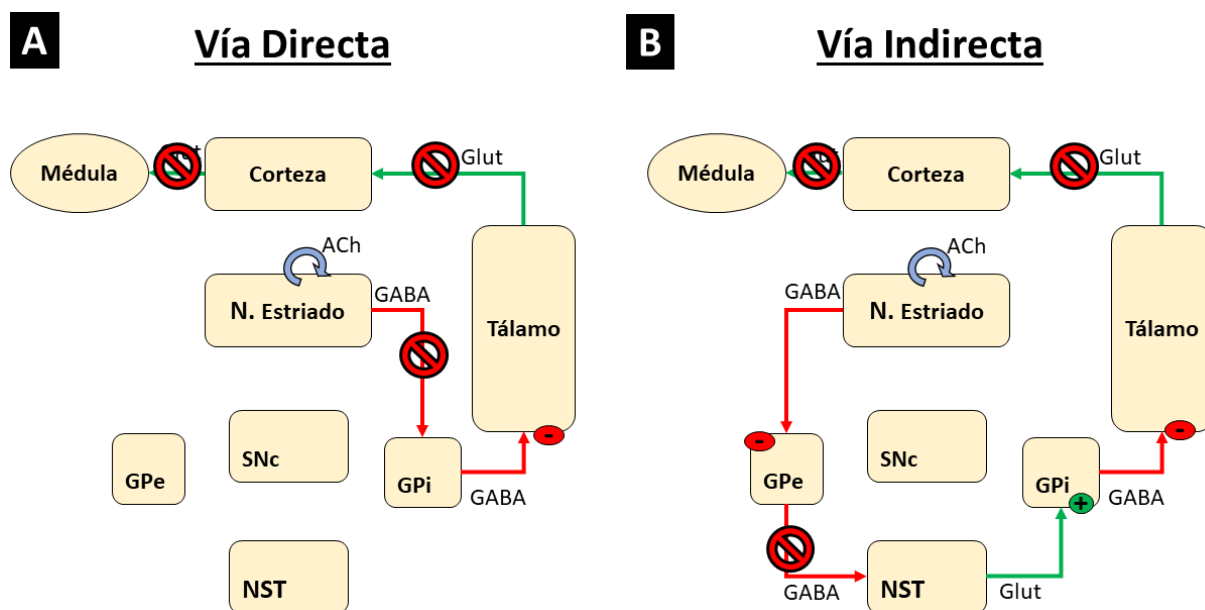 A
Vía Directa
Médula
Corteza
Glut
ACh
GABA
N. Estriado
Tálamo
-
GPe
SNc
GPi
GABA
NST
B
Vía Indirecta
Médula
Corteza
Glut
ACh
GABA
N. Estriado
Tálamo
-
-
GPe
SNc
GPi
+
GABA
GABA
NST
Glut